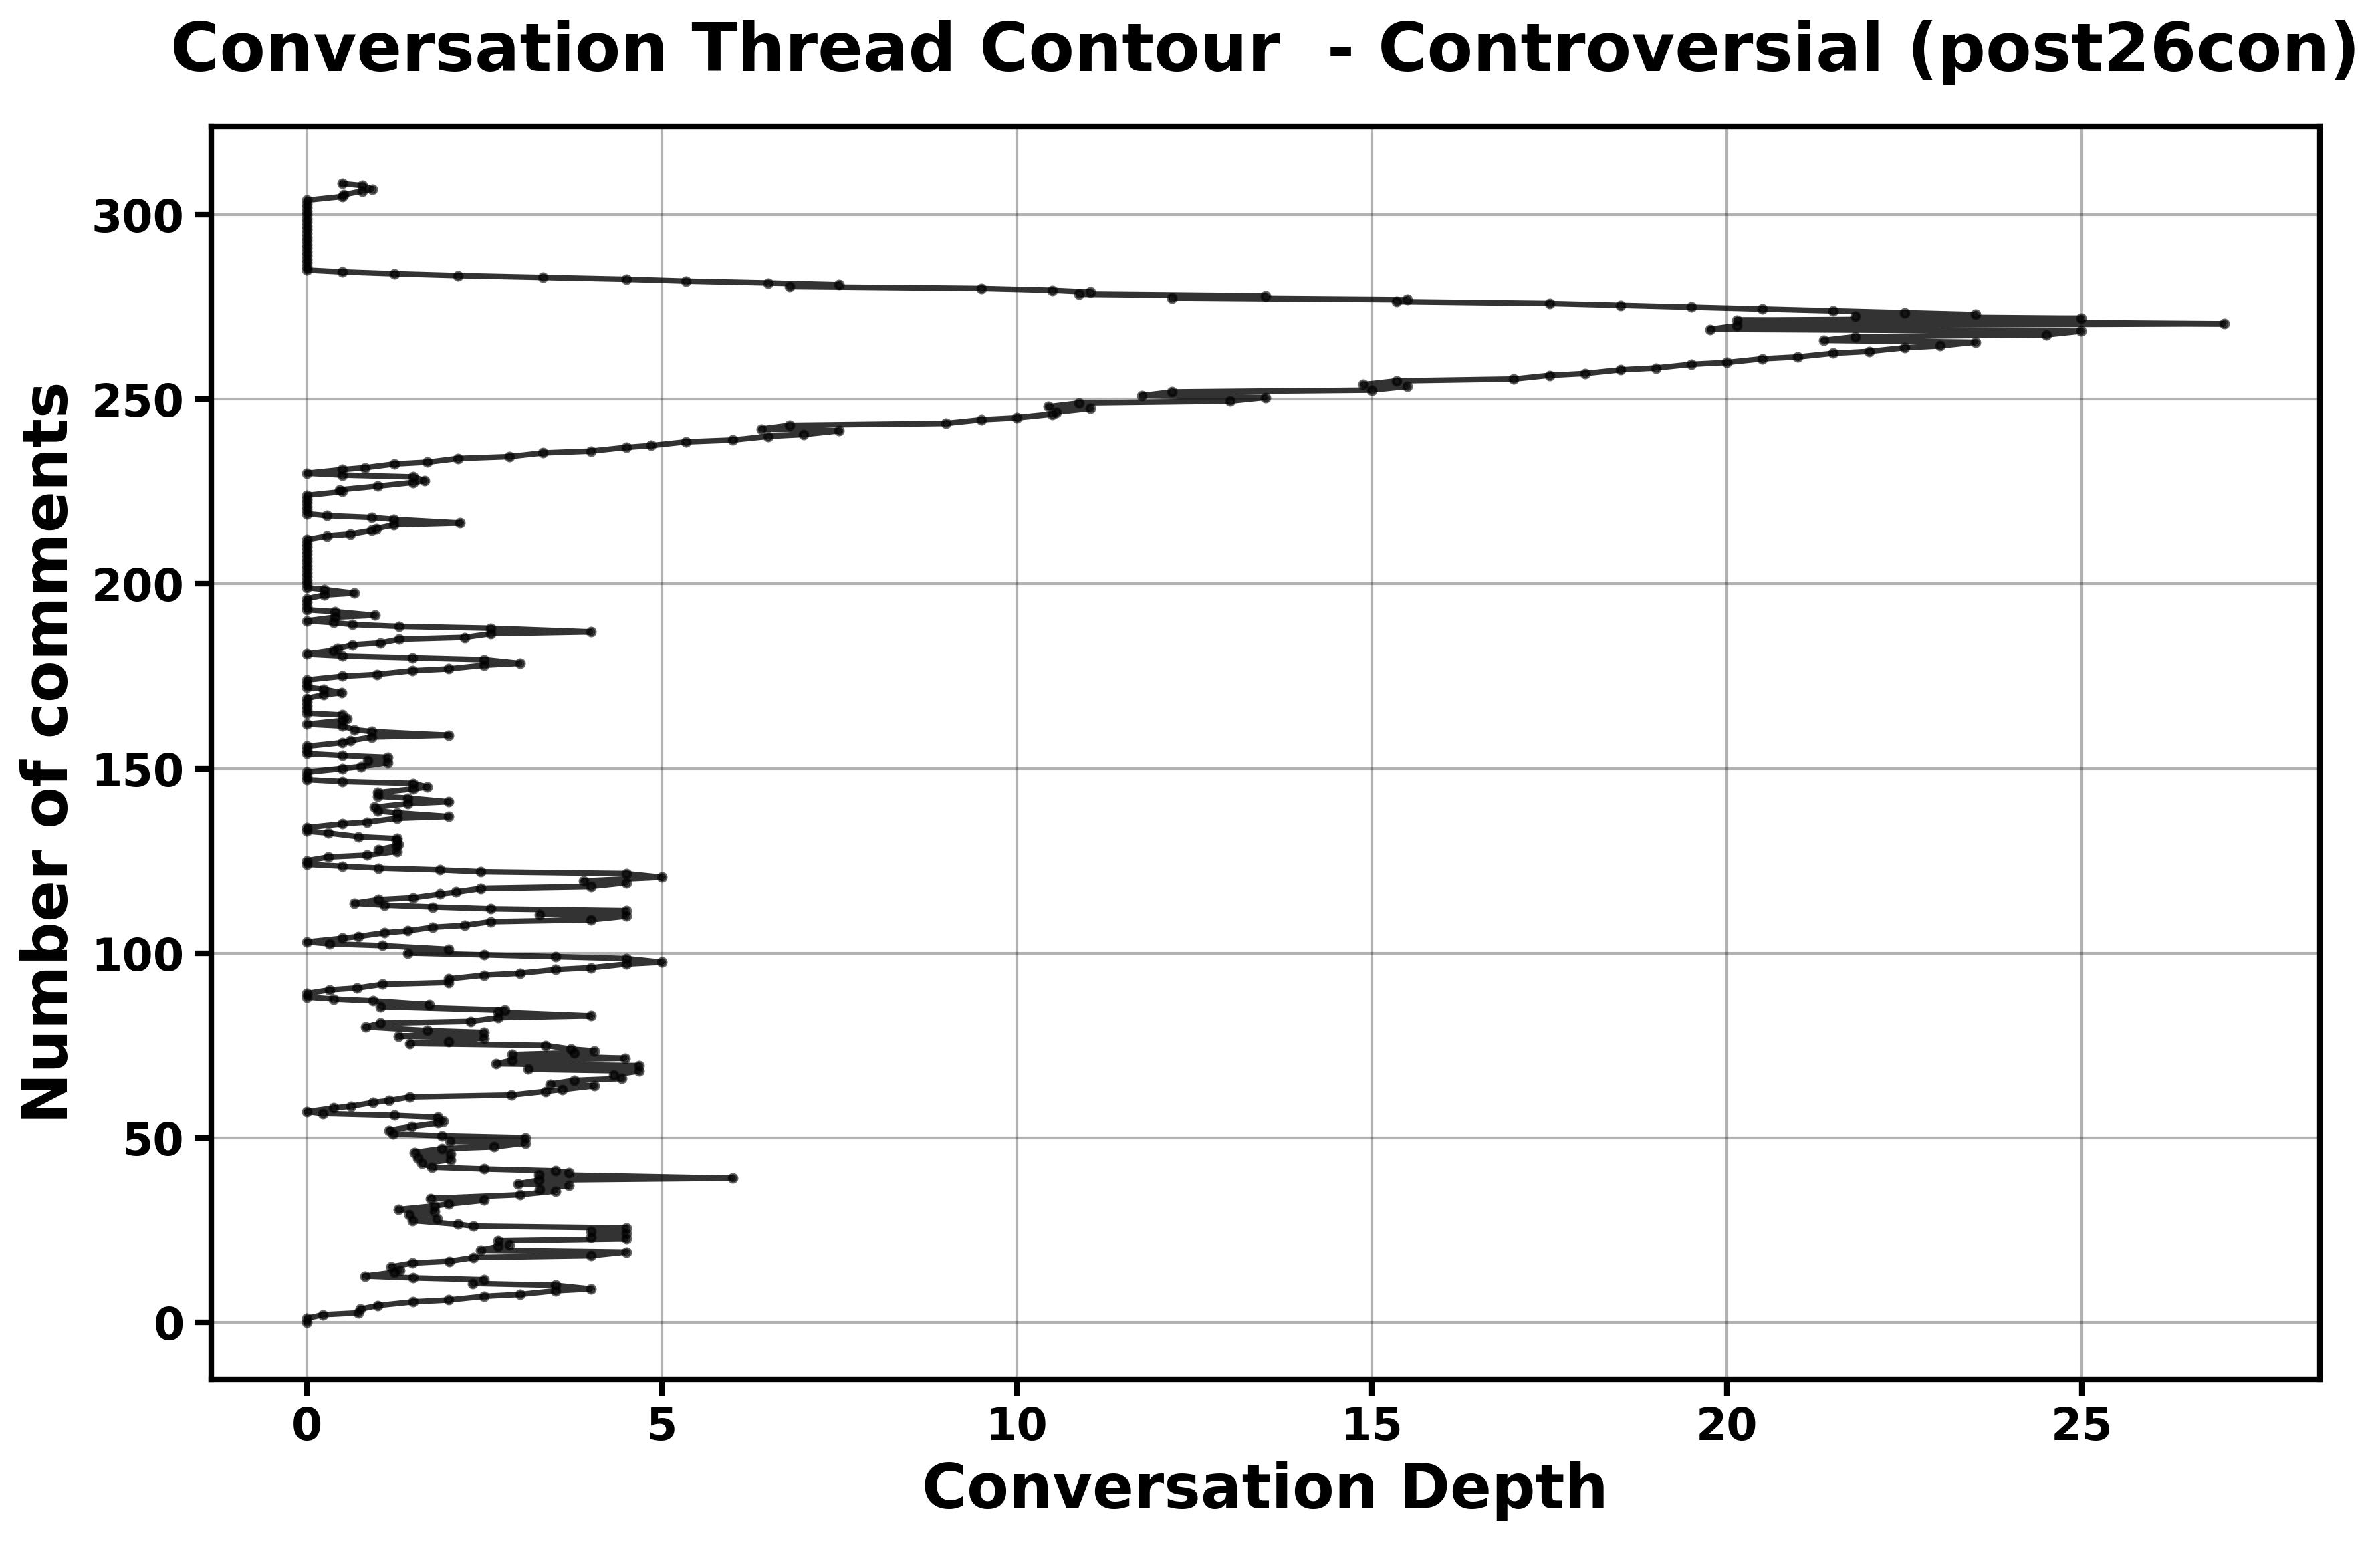 Conversation Thread Contour  - Controversial (post26con)
Number of comments
300
250
200
150
100
50
0
0 5 10 15 20 25
Conversation Depth